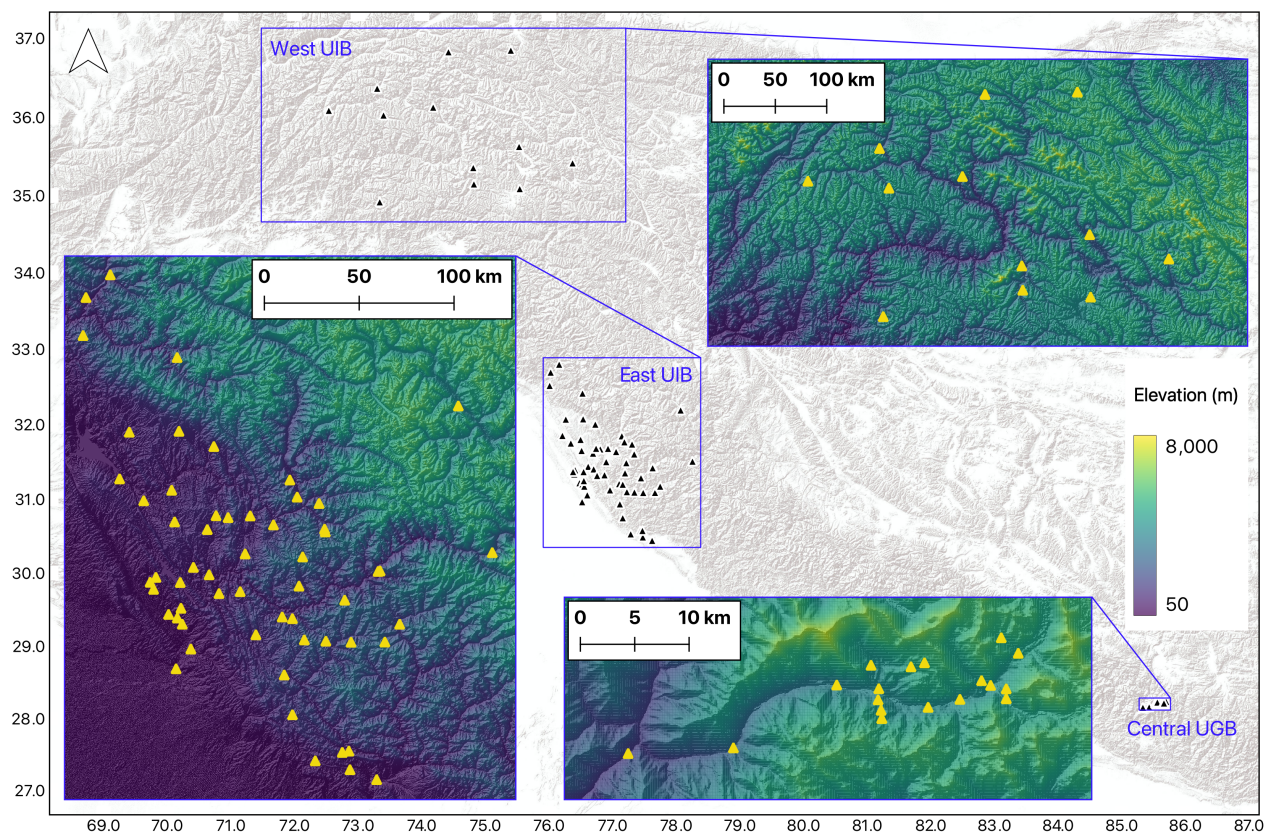 West UIB
0 50 100 km
0 50 100 km
East UIB
Elevation (m)
8,000
50
0 5 10 km
Central UGB
37.0
36.0
35.0
34.0
33.0
32.0
31.0
30.0
29.0
28.0
27.0
69.0 70.0 71.0 72.0 73.0 74.0 75.0 76.0 77.0 78.0 79.0 80.0 81.0 82.0 83.0 84.0 85.0 86.0 87.0